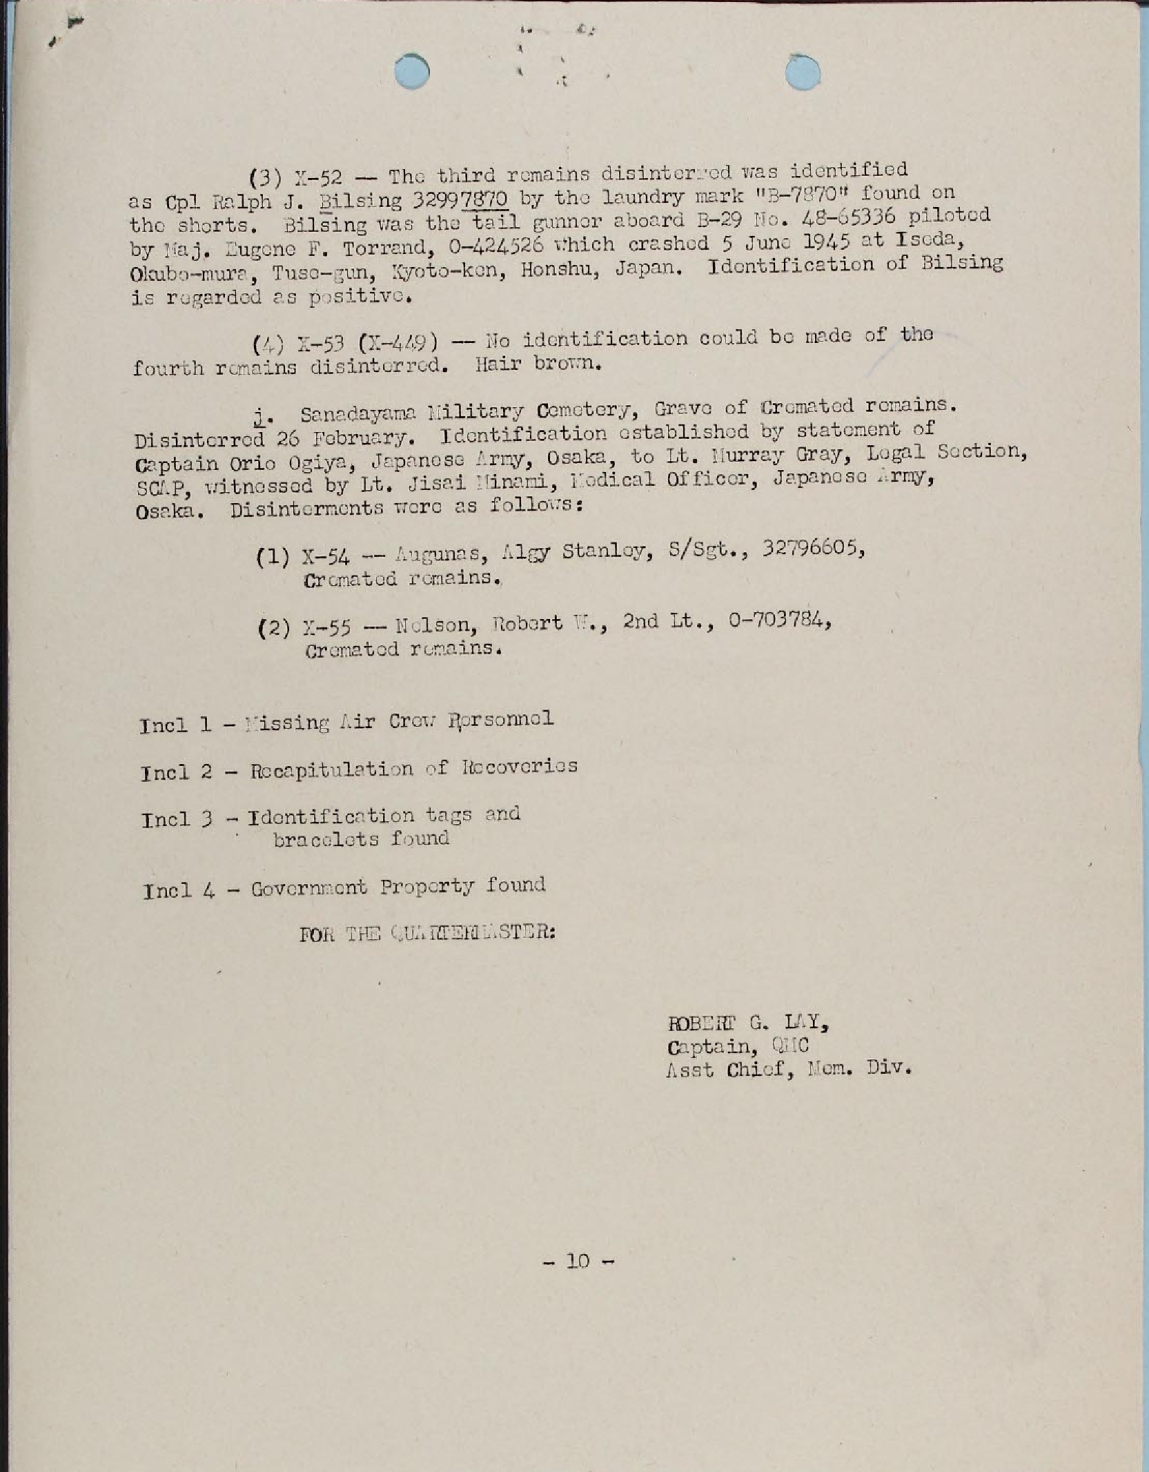 (3) X-52 — The third remains disinterred was identified
as Cpl Ralph J. Bilsing 32997870 by the laundry mark "B-7870" found on
the shorts. Bilsing was the tail gunner aboard B-29 No. 48-65336 piloted
by Maj. Eugene F. Torrand, O-424526 which crashed 5 June 1945 at Iseda,
Okubo-mura, Tuse-gun, Kyoto-ken, Honshu, Japan. Identification of Bilsing
is regarded as positive.
(4) X-53 (X-449) — No identification could be made of the
fourth remains disinterred. Hair brown.
j. Sanadayama Military Cemetery, Grave of Cremated remains.
Disinterred 26 February. Identification established by statement of
Captain Orio Ogiya, Japanese Army, Osaka, to Lt. Murray Gray, Legal Section,
SCAP, witnessed by Lt. Jisai Minami, Medical Officer, Japanese Army,
Osaka. Disinterments were as follows:
(1) X-54 — Augunas, Algy Stanley, S/Sgt., 32796605,
Cremated remains.
(2) X-55 — Nelson, Robert W., 2nd Lt., O-703784,
Cremated remains.
Incl 1 - Missing Air Crew Personnel
Incl 2 - Recapitulation of Recoveries
Incl 3 - Identification tags and
bracelets found
Incl 4 - Government Property found
FOR THE QUARTERMASTER:
ROBERT G. LAY,
Captain, QMC
Asst Chief, Mem. Div.
- 10 -